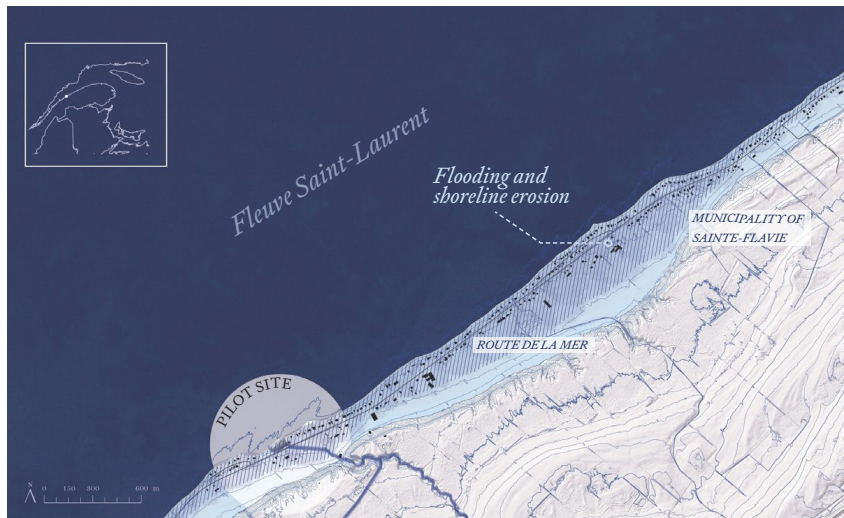 Fleuve Saint-Laurent
Flooding and
shoreline erosion
MUNICIPALITY OF
SAINTE-FLAVIE
ROUTE DE LA MER
PILOT SITE
N
0 150 300 600 m